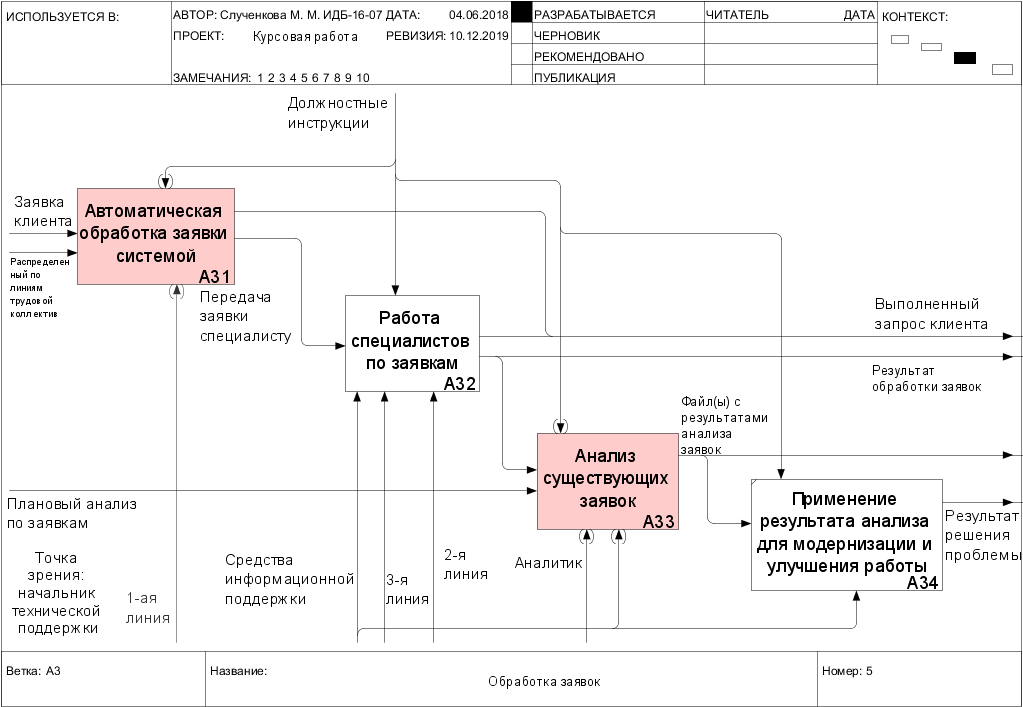 ИСПОЛЬЗУЕТСЯ В:
АВТОР:Слученкова М. М. ИДБ-16-07 ДАТА: 04.06.2018
ПРОЕКТ: Курсовая работа РЕВИЗИЯ: 10.12.2019
ЗАМЕЧАНИЯ: 1 2 3 4 5 6 7 8 9 10
РАЗРАБАТЫВАЕТСЯ
ЧЕРНОВИК
РЕКОМЕНДОВАНО
ПУБЛИКАЦИЯ
ЧИТАТЕЛЬ ДАТА
КОНТЕКСТ:
Должностные
инструкции
Заявка
клиента
Распределен
ный по
линиям
трудовой
коллектив
Автоматическая
обработка заявки
системой
A31
Передача
заявки
специалисту
Работа
специалистов
по заявкам
A32
Выполненный
запрос клиента
Результат
обработки заявок
Файл(ы) с
результатами
анализа
заявок
Анализ
существующих
заявок
A33
Применение
результата анализа
для модернизации и
улучшения работы
A34
Результат
решения
проблемы
Плановый анализ
по заявкам
Точка
зрения:
начальник
технической
поддержки
1-ая
линия
Средства
информационной
поддержки
3-я
линия
2-я
линия
Аналитик
Ветка: A3
Название:
Обработка заявок
Номер: 5